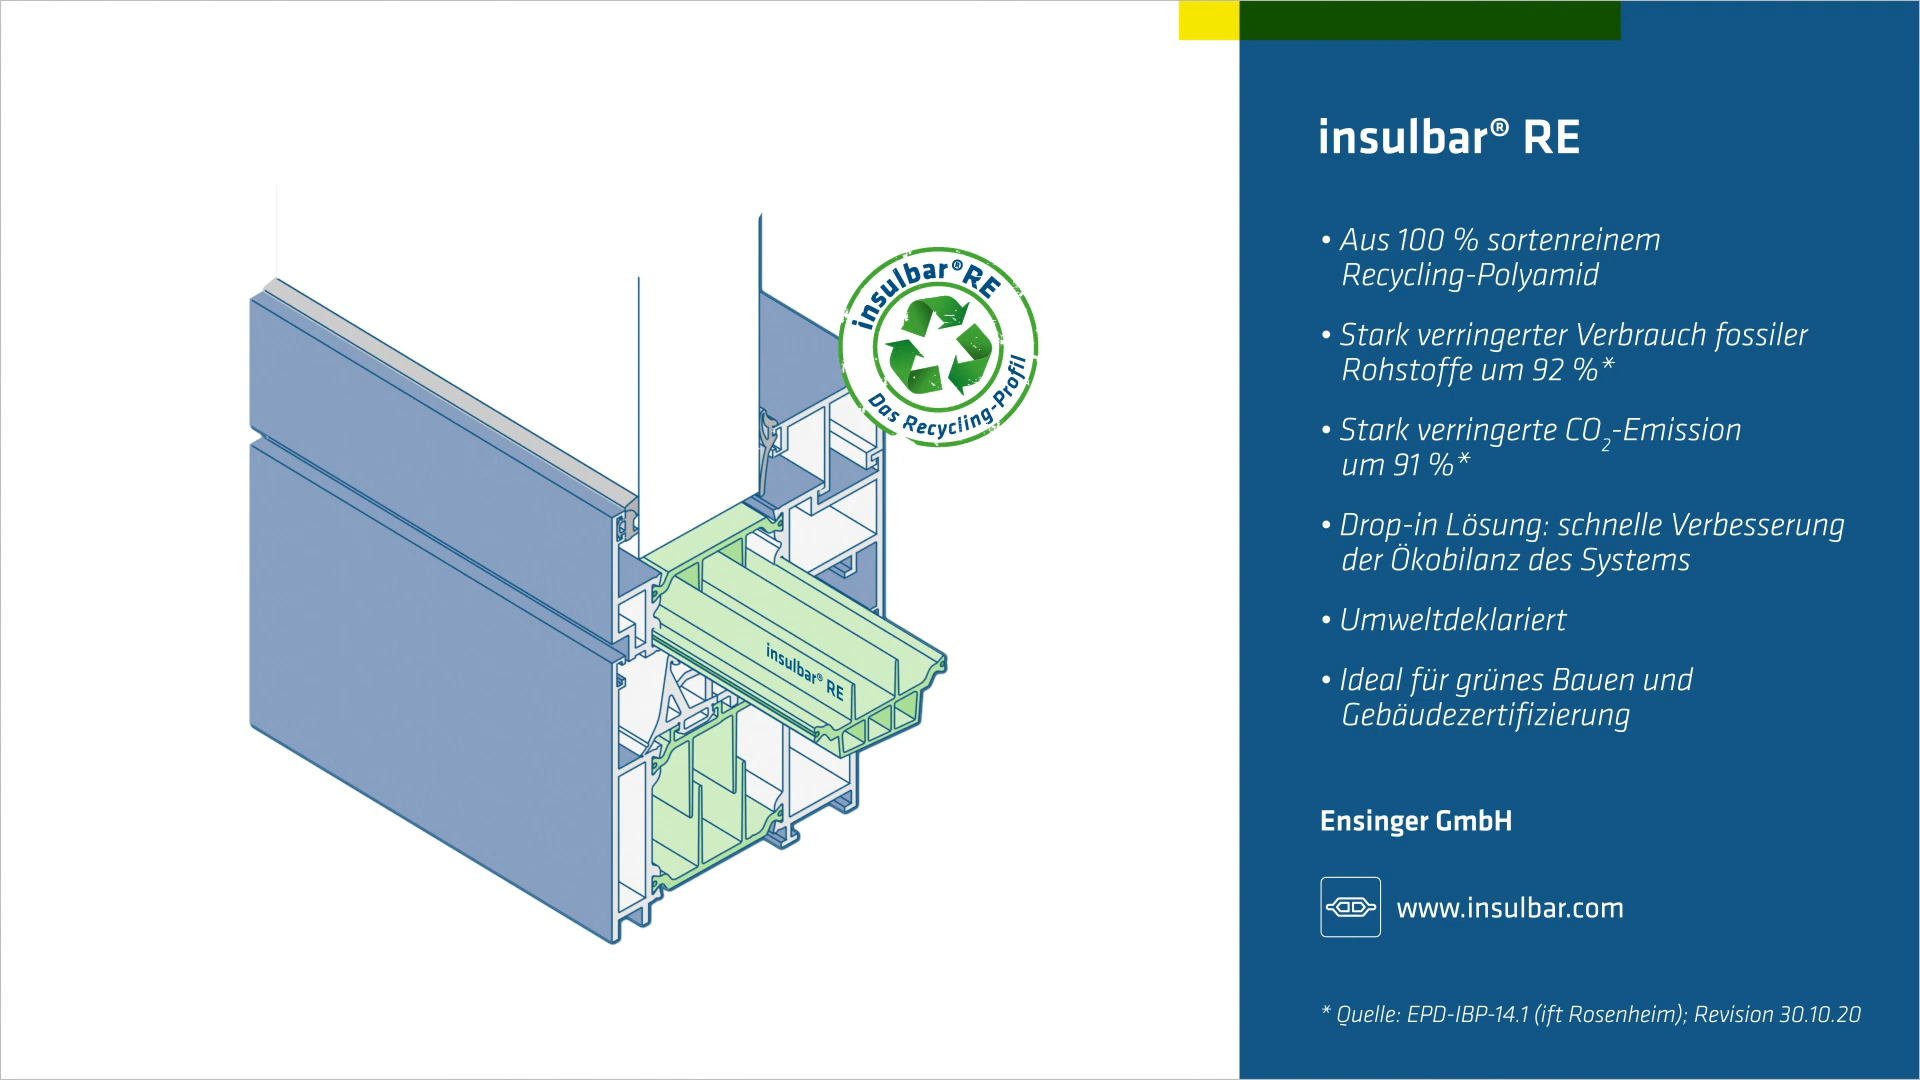 insulbar® RE
Das Recycling-Profil
insulbar® RE
insulbar® RE
• Aus 100 % sortenreinem
Recycling-Polyamid
• Stark verringerter Verbrauch fossiler
Rohstoffe um 92 %*
• Stark verringerte CO₂-Emission
um 91 %*
• Drop-in Lösung: schnelle Verbesserung
der Ökobilanz des Systems
• Umweltdeklariert
• Ideal für grünes Bauen und
Gebäudezertifizierung
Ensinger GmbH
www.insulbar.com
* Quelle: EPD-IBP-14.1 (ift Rosenheim); Revision 30.10.20